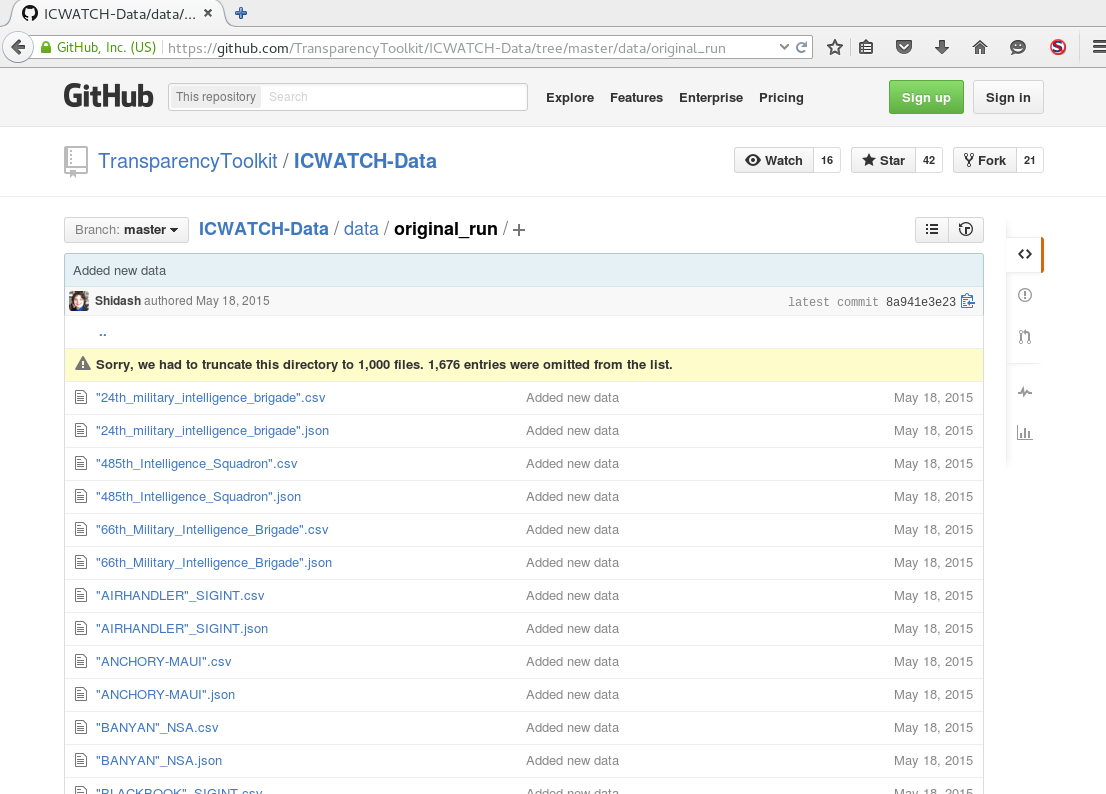 ICWATCH-Data/data/... ×
GitHub, Inc. (US) https://github.com/TransparencyToolkit/ICWATCH-Data/tree/master/data/original_run
GitHub This repository Search Explore Features Enterprise Pricing Sign up Sign in
TransparencyToolkit / ICWATCH-Data Watch 16 Star 42 Fork 21
Branch: master ICWATCH-Data / data / original_run / +
Added new data
Shidash authored May 18, 2015 latest commit 8a941e3e23
..
Sorry, we had to truncate this directory to 1,000 files. 1,676 entries were omitted from the list.
"24th_military_intelligence_brigade".csv Added new data May 18, 2015
"24th_military_intelligence_brigade".json Added new data May 18, 2015
"485th_Intelligence_Squadron".csv Added new data May 18, 2015
"485th_Intelligence_Squadron".json Added new data May 18, 2015
"66th_Military_Intelligence_Brigade".csv Added new data May 18, 2015
"66th_Military_Intelligence_Brigade".json Added new data May 18, 2015
"AIRHANDLER"_SIGINT.csv Added new data May 18, 2015
"AIRHANDLER"_SIGINT.json Added new data May 18, 2015
"ANCHORY-MAUI".csv Added new data May 18, 2015
"ANCHORY-MAUI".json Added new data May 18, 2015
"BANYAN"_NSA.csv Added new data May 18, 2015
"BANYAN"_NSA.json Added new data May 18, 2015
"BLACKBOOK"_SIGINT.csv Added new data May 18, 2015